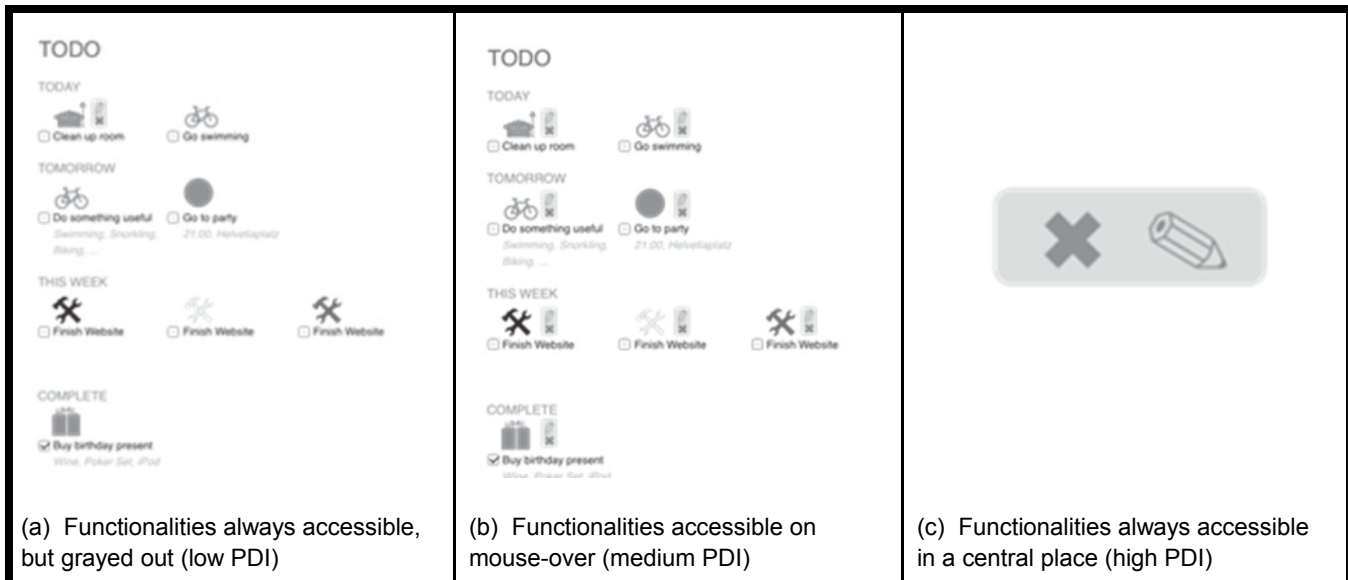 TODO
TODAY
Clean up room Go swimming
TOMORROW
Do something useful Go to party
Swimming, Snorkling, 21:00, Helvetiaplatz
Biking, ...
THIS WEEK
Finish Website Finish Website Finish Website
COMPLETE
Buy birthday present
Wine, Poker Set, iPod
(a) Functionalities always accessible,
but grayed out (low PDI)
TODO
TODAY
Clean up room Go swimming
TOMORROW
Do something useful Go to party
Swimming, Snorkling, 21:00, Helvetiaplatz
Biking, ...
THIS WEEK
Finish Website Finish Website Finish Website
COMPLETE
Buy birthday present
Wine, Poker Set, iPod
(b) Functionalities accessible on
mouse-over (medium PDI)
(c) Functionalities always accessible
in a central place (high PDI)